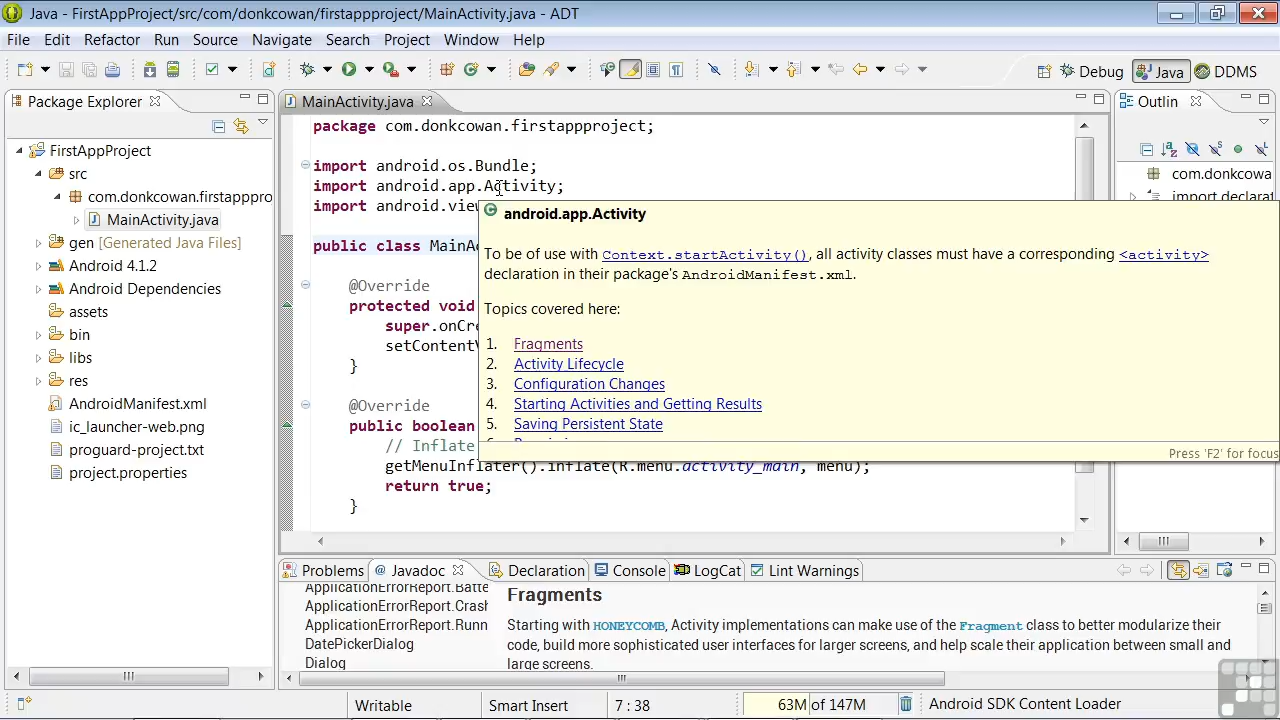 Java - FirstAppProject/src/com/donkcowan/firstappproject/MainActivity.java - ADT
File Edit Refactor Run Source Navigate Search Project Window Help
Debug Java DDMS
Package Explorer
FirstAppProject
src
com.donkcowan.firstapppro
MainActivity.java
gen [Generated Java Files]
Android 4.1.2
Android Dependencies
assets
bin
libs
res
AndroidManifest.xml
ic_launcher-web.png
proguard-project.txt
project.properties
MainActivity.java
package com.donkcowan.firstappproject;
import android.os.Bundle;
import android.app.Activity;
import android.view
public class MainAc
@Override
protected void
super.onCre
setContentV
}
@Override
public boolean
// Inflate
getMenuInflater().inflate(R.menu.activity_main, menu);
return true;
}
android.app.Activity
To be of use with Context.startActivity(), all activity classes must have a corresponding <activity>
declaration in their package's AndroidManifest.xml.
Topics covered here:
1. Fragments
2. Activity Lifecycle
3. Configuration Changes
4. Starting Activities and Getting Results
5. Saving Persistent State
Press 'F2' for focus
Outlin
com.donkcowa
import declarat
Problems Javadoc Declaration Console LogCat Lint Warnings
ApplicationErrorReport.Batte
ApplicationErrorReport.Crash
ApplicationErrorReport.Runn
DatePickerDialog
Dialog
Fragments
Starting with HONEYCOMB, Activity implementations can make use of the Fragment class to better modularize their
code, build more sophisticated user interfaces for larger screens, and help scale their application between small and
large screens.
Writable Smart Insert 7 : 38 63M of 147M Android SDK Content Loader